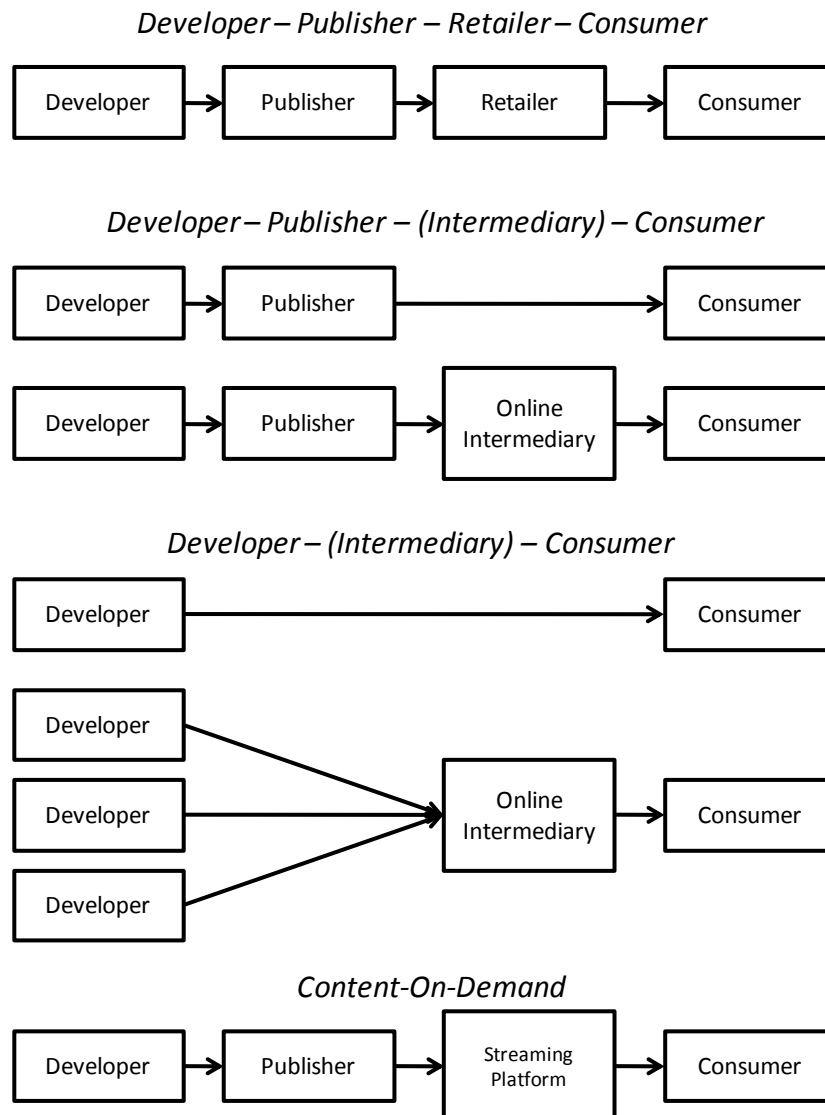 Developer – Publisher – Retailer – Consumer
Developer
Publisher
Retailer
Consumer
Developer – Publisher – (Intermediary) – Consumer
Developer
Publisher
Consumer
Developer
Publisher
Online
Intermediary
Consumer
Developer – (Intermediary) – Consumer
Developer
Consumer
Developer
Developer
Developer
Online
Intermediary
Consumer
Content-On-Demand
Developer
Publisher
Streaming
Platform
Consumer